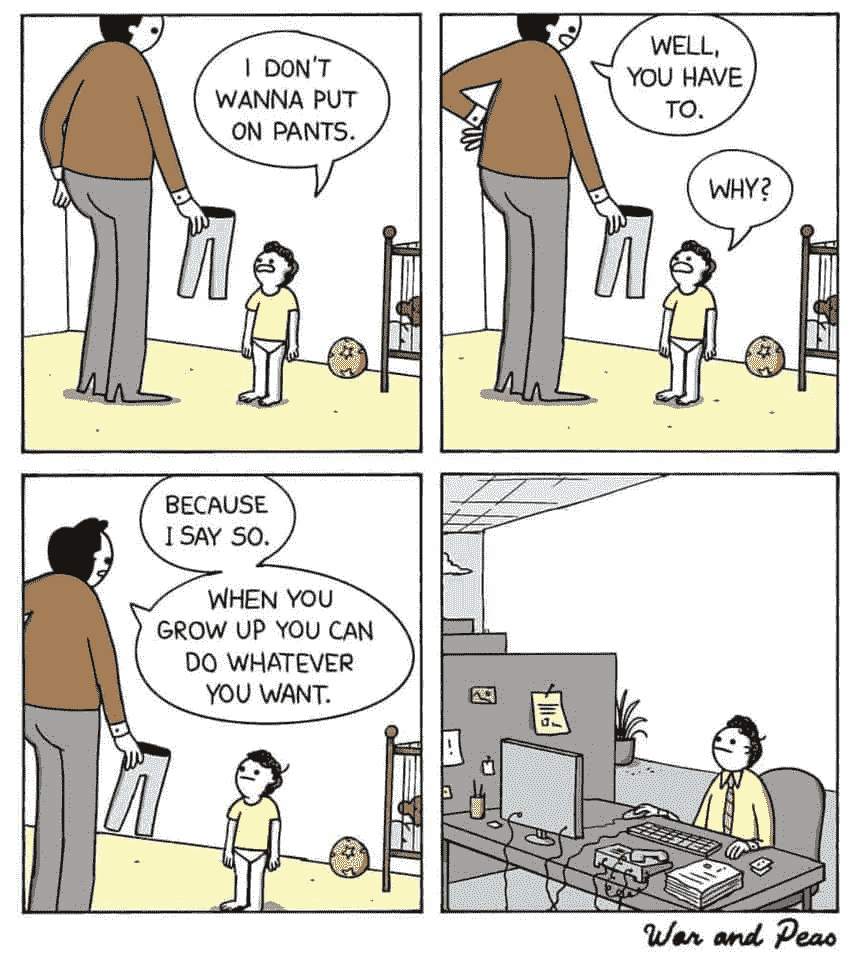 I DON'T
WANNA PUT
ON PANTS.
WELL,
YOU HAVE
TO.
WHY?
BECAUSE
I SAY SO.
WHEN YOU
GROW UP YOU CAN
DO WHATEVER
YOU WANT.
War and Peas